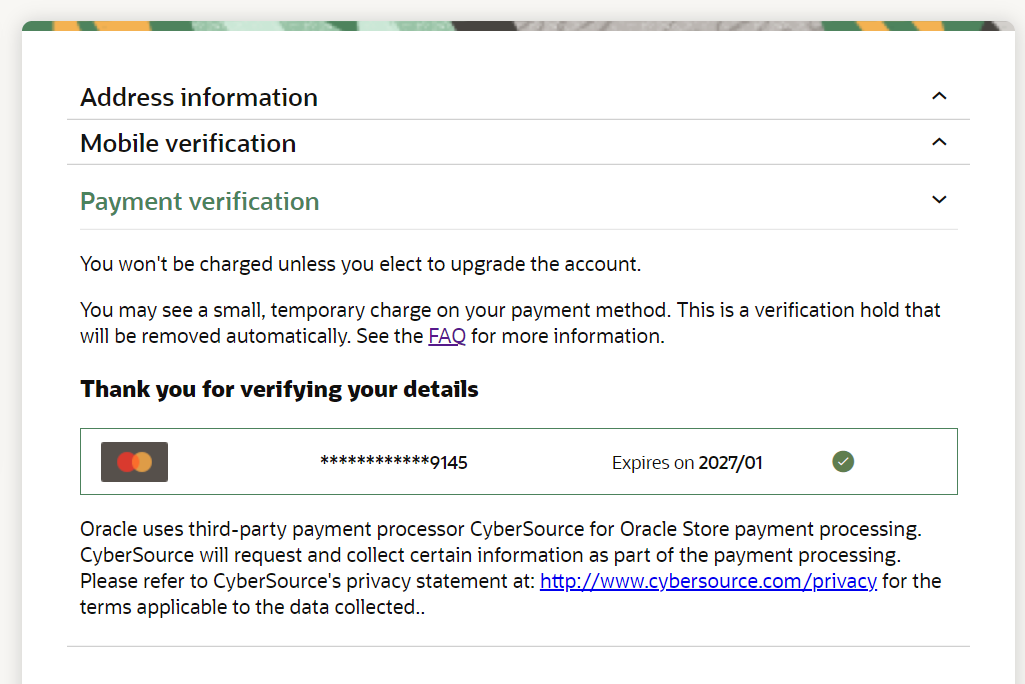 Address information
Mobile verification
Payment verification
You won't be charged unless you elect to upgrade the account.
You may see a small, temporary charge on your payment method. This is a verification hold that
will be removed automatically. See the FAQ for more information.
Thank you for verifying your details
************9145 Expires on 2027/01
Oracle uses third-party payment processor CyberSource for Oracle Store payment processing.
CyberSource will request and collect certain information as part of the payment processing.
Please refer to CyberSource's privacy statement at: http://www.cybersource.com/privacy for the
terms applicable to the data collected..